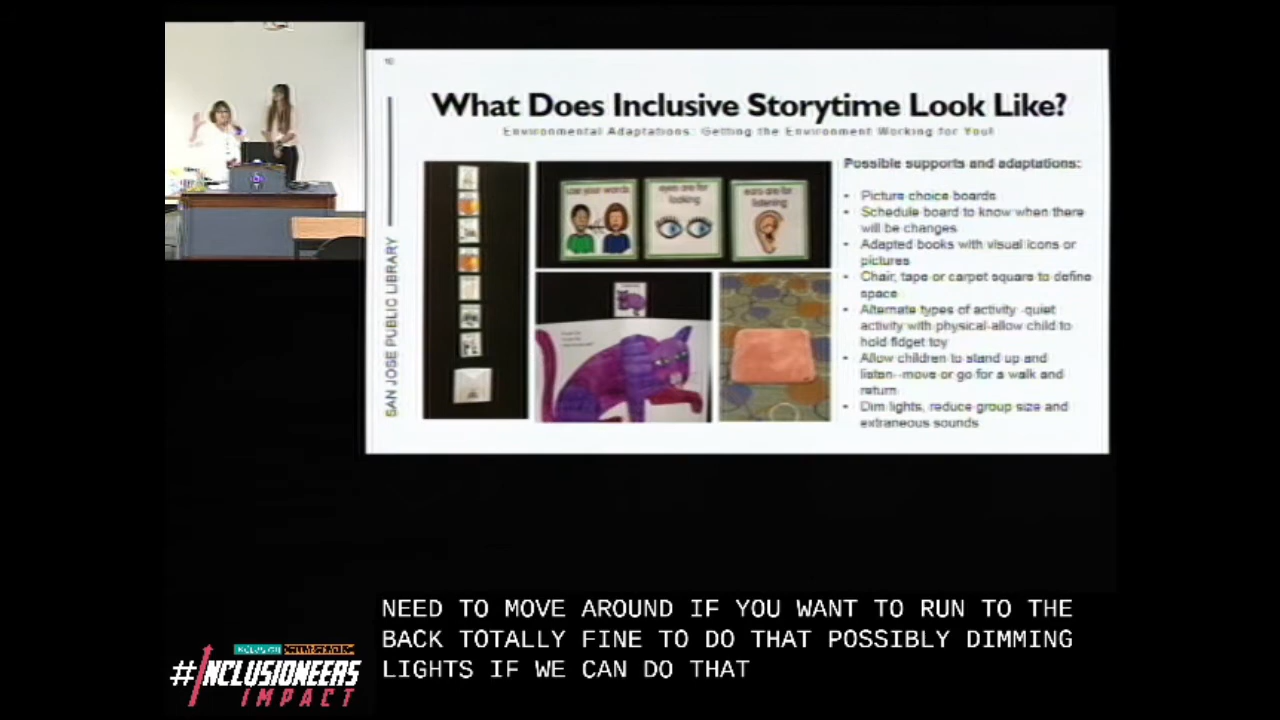 10
What Does Inclusive Storytime Look Like?
Environmental Adaptations: Getting the Environment Working for You!
SAN JOSE PUBLIC LIBRARY
use your words
eyes are for
looking
ears are for
listening
Possible supports and adaptations:
• Picture choice boards
• Schedule board to know when there
will be changes
• Adapted books with visual icons or
pictures
• Chair, tape or carpet square to define
space
• Alternate types of activity -quiet
activity with physical-allow child to
hold fidget toy
• Allow children to stand up and
listen--move or go for a walk and
return
• Dim lights, reduce group size and
extraneous sounds
NEED TO MOVE AROUND IF YOU WANT TO RUN TO THE
BACK TOTALLY FINE TO DO THAT POSSIBLY DIMMING
LIGHTS IF WE CAN DO THAT
#INCLUSIONEERS
IMPACT